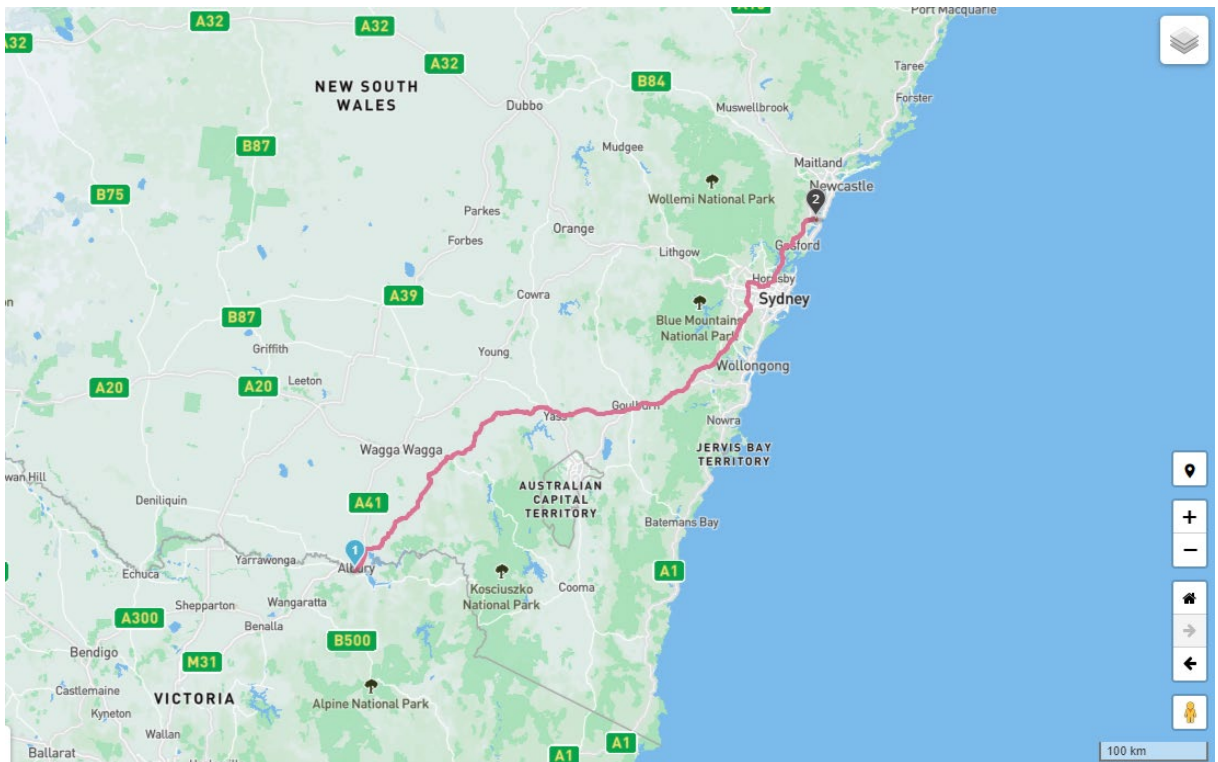 Port Macquarie
A32
A32
A32
A32
Taree
NEW SOUTH
WALES
B84
Dubbo
Muswellbrook
Forster
B87
Mudgee
Maitland
Newcastle
B75
Wollemi National Park
2
Parkes
Orange
Forbes
Gosford
Lithgow
Hornsby
A39
Cowra
Sydney
B87
Blue Mountains
National Park
Griffith
Young
Wollongong
A20
A20
Leeton
Yass
Goulburn
Nowra
Wagga Wagga
JERVIS BAY
TERRITORY
Deniliquin
A41
AUSTRALIAN
CAPITAL
TERRITORY
Batemans Bay
1
Yarrawonga
Albury
Echuca
A1
Kosciuszko
National Park
Cooma
Shepparton
Wangaratta
A300
Benalla
B500
Bendigo
M31
Castlemaine
VICTORIA
Alpine National Park
Kyneton
Wallan
A1
A1
Ballarat
100 km